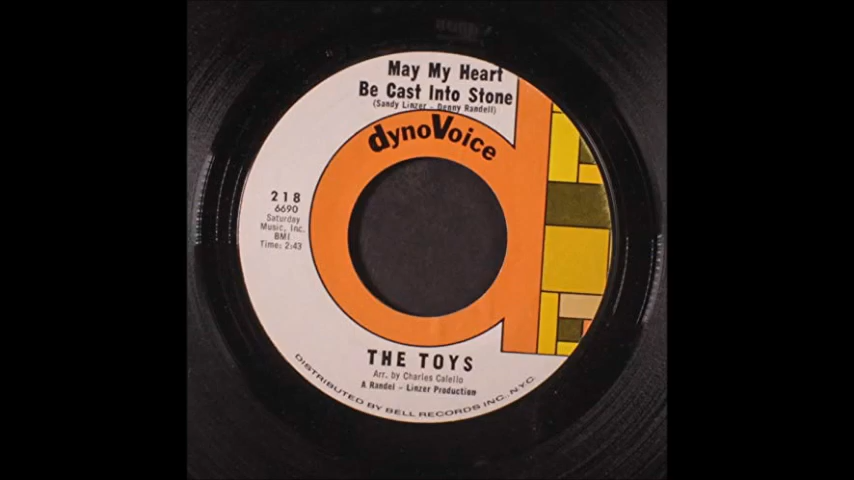 May My Heart
Be Cast Into Stone
(Sandy Linzer - Denny Randell)
dynoVoice
218
6690
Saturday
Music, Inc.
BMI
Time: 2:43
THE TOYS
Arr. by Charles Calello
A Randel - Linzer Production
DISTRIBUTED BY BELL RECORDS INC., N.Y.C.